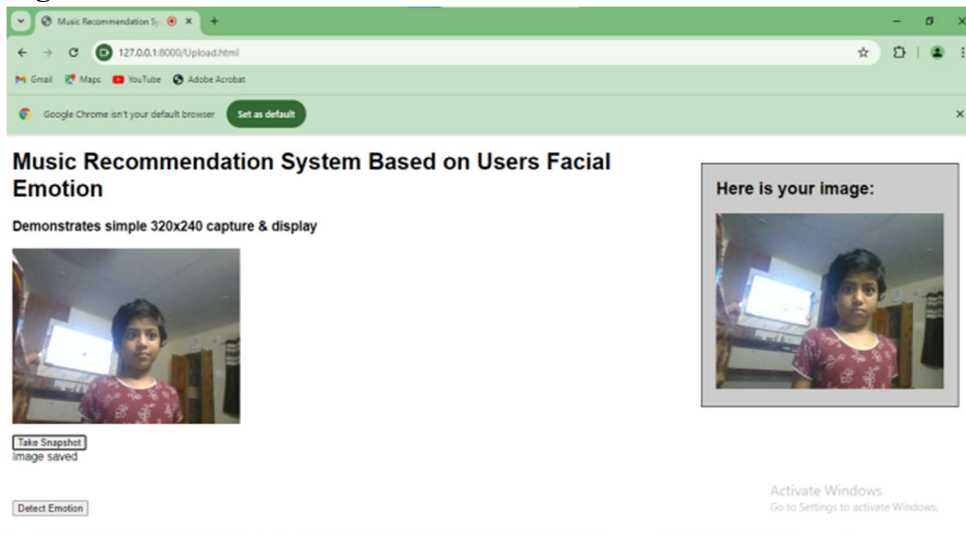 Music Recommendation Sy
127.0.0.1:8000/Upload.html
Gmail Maps YouTube Adobe Acrobat
Google Chrome isn't your default browser Set as default
Music Recommendation System Based on Users Facial
Emotion
Here is your image:
Demonstrates simple 320x240 capture & display
Take Snapshot
Image saved
Detect Emotion
Activate Windows
Go to Settings to activate Windows.